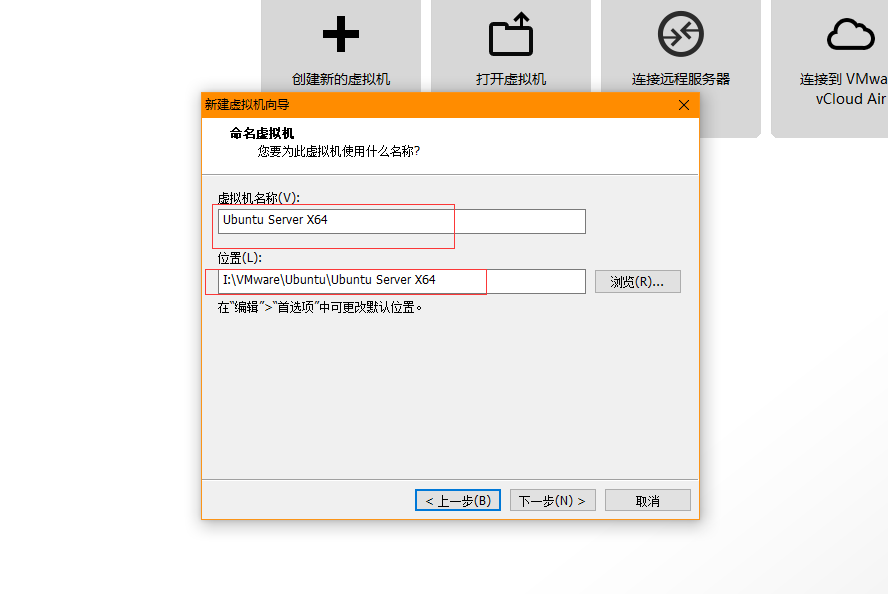 创建新的虚拟机
打开虚拟机
连接远程服务器
连接到 VMwa
vCloud Air
新建虚拟机向导
命名虚拟机
您要为此虚拟机使用什么名称?
虚拟机名称(V):
Ubuntu Server X64
位置(L):
I:\VMware\Ubuntu\Ubuntu Server X64
浏览(R)...
在“编辑”>“首选项”中可更改默认位置。
< 上一步(B)
下一步(N) >
取消